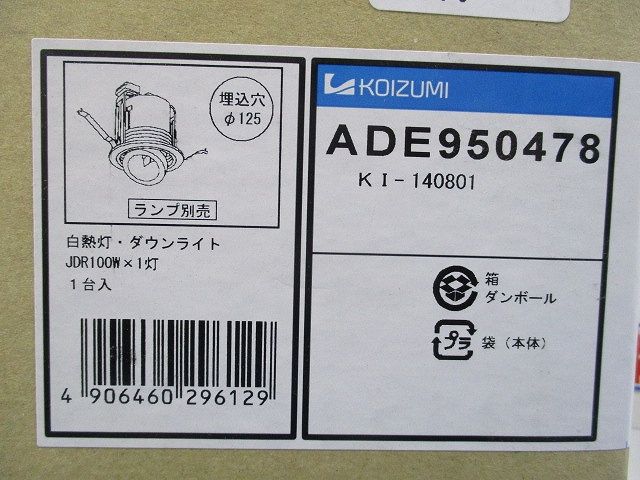 埋込穴
φ125
ランプ別売
白熱灯・ダウンライト
JDR100W×1灯
1台入
4 906460 296129
KOIZUMI
ADE950478
KI-140801
箱
ダンボール
プラ
袋(本体)